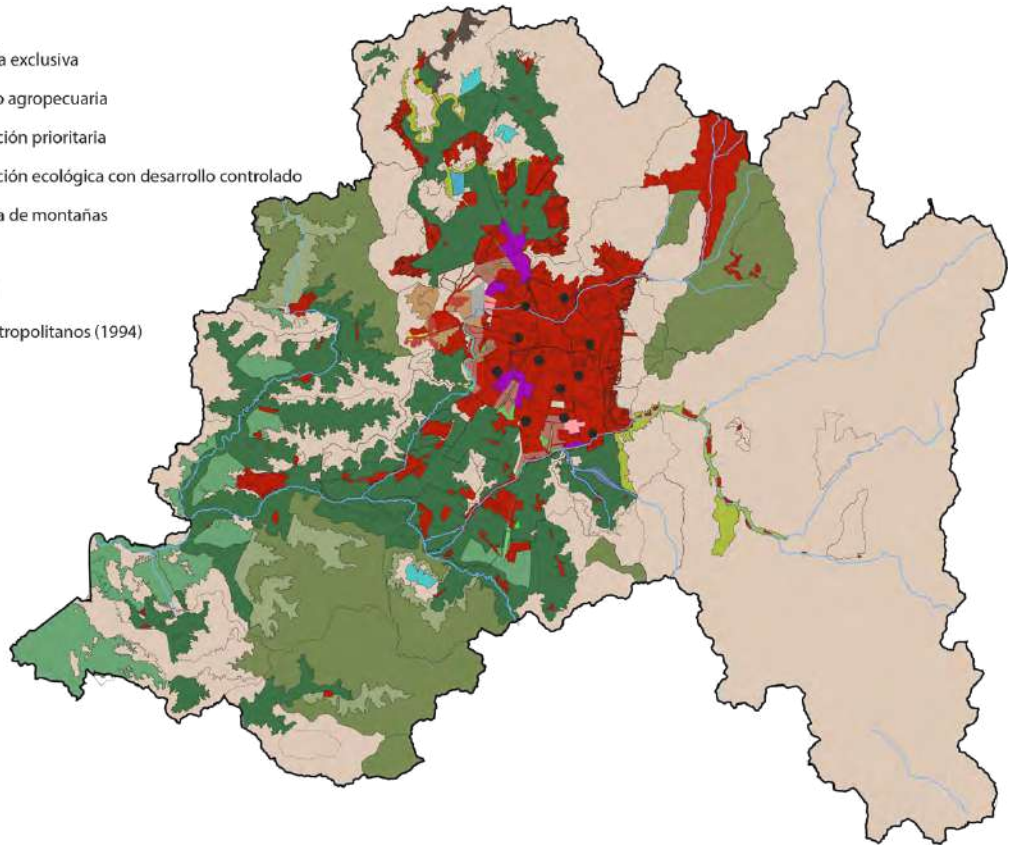 a exclusiva
o agropecuaria
ción prioritaria
ción ecológica con desarrollo controlado
a de montañas
tropolitanos (1994)